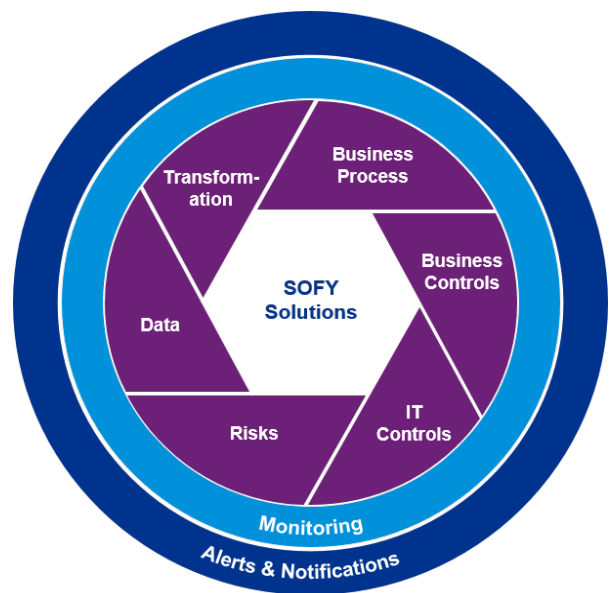 Business
Process
Transform-
ation
Business
Controls
SOFY
Solutions
Data
IT
Controls
Risks
Monitoring
Alerts & Notifications